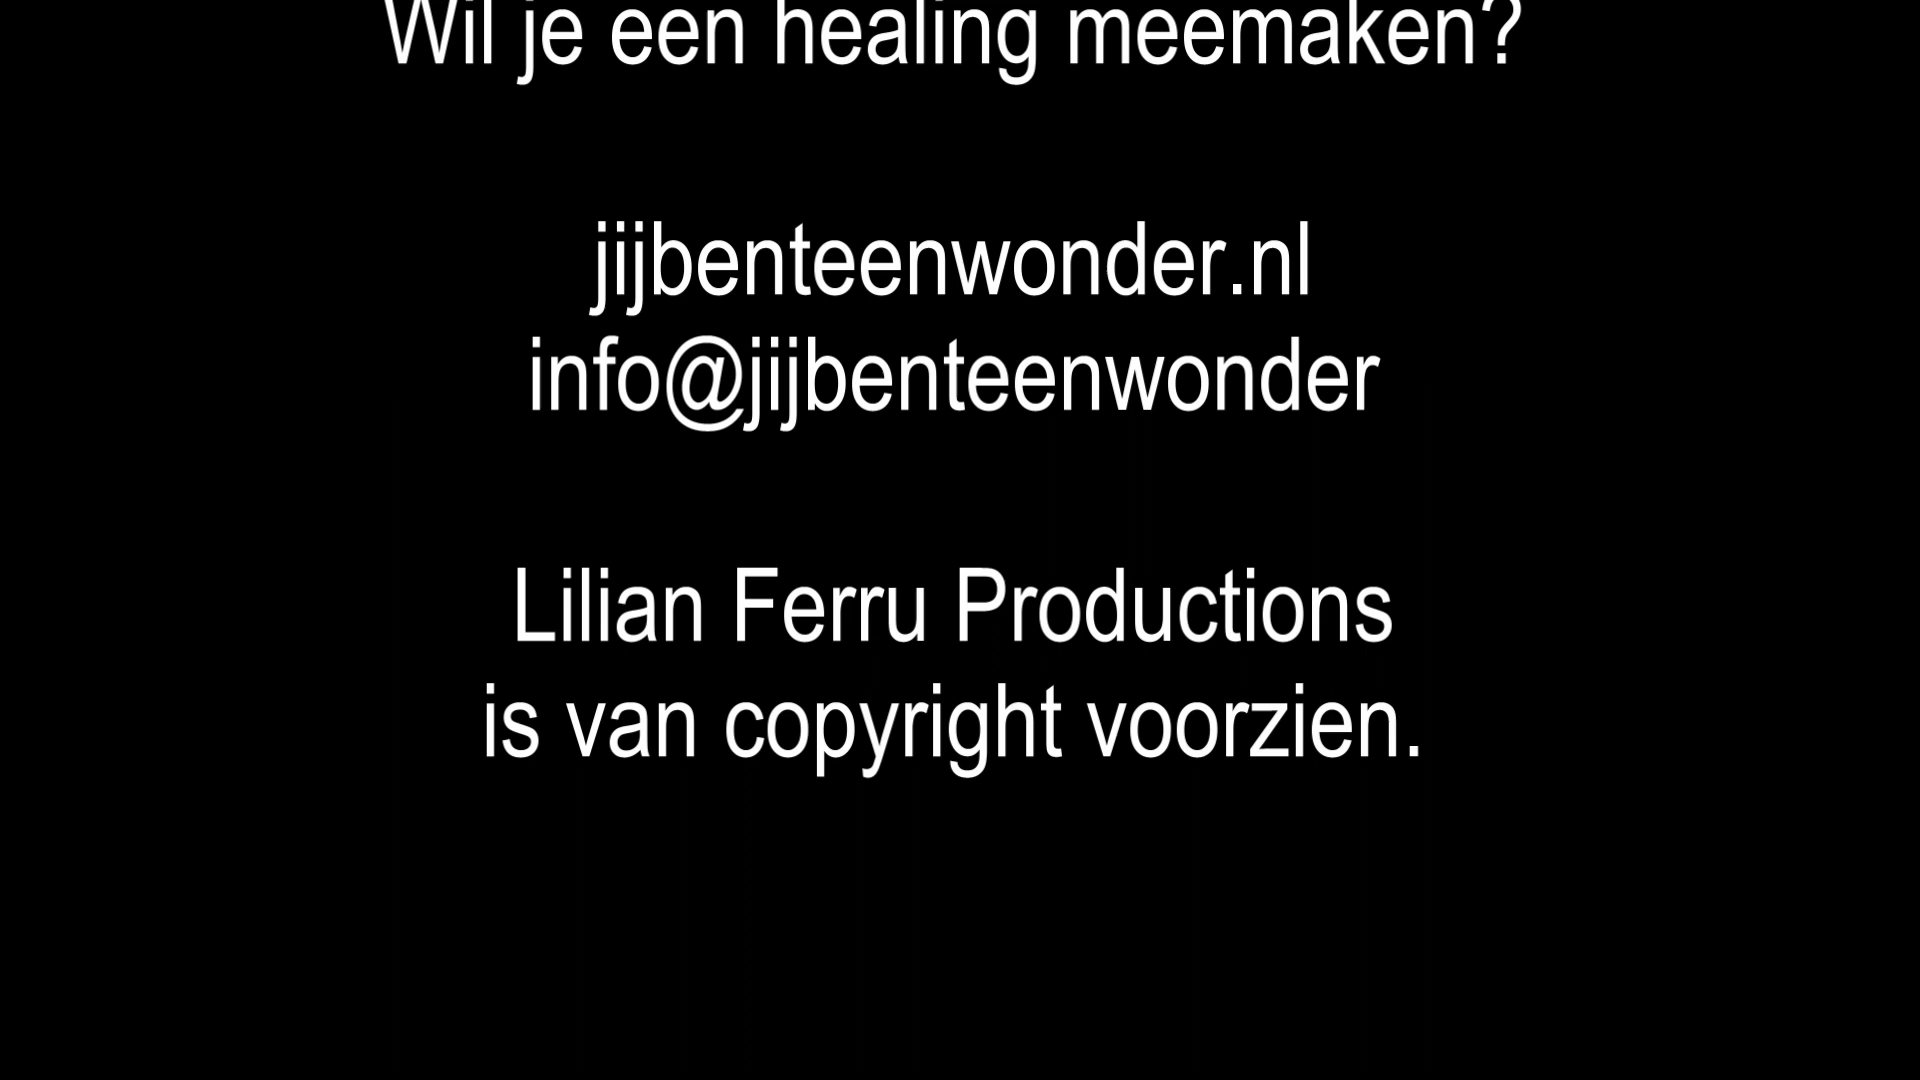 Wil je een healing meemaken?
jijbenteenwonder.nl
info@jijbenteenwonder
Lilian Ferru Productions
is van copyright voorzien.